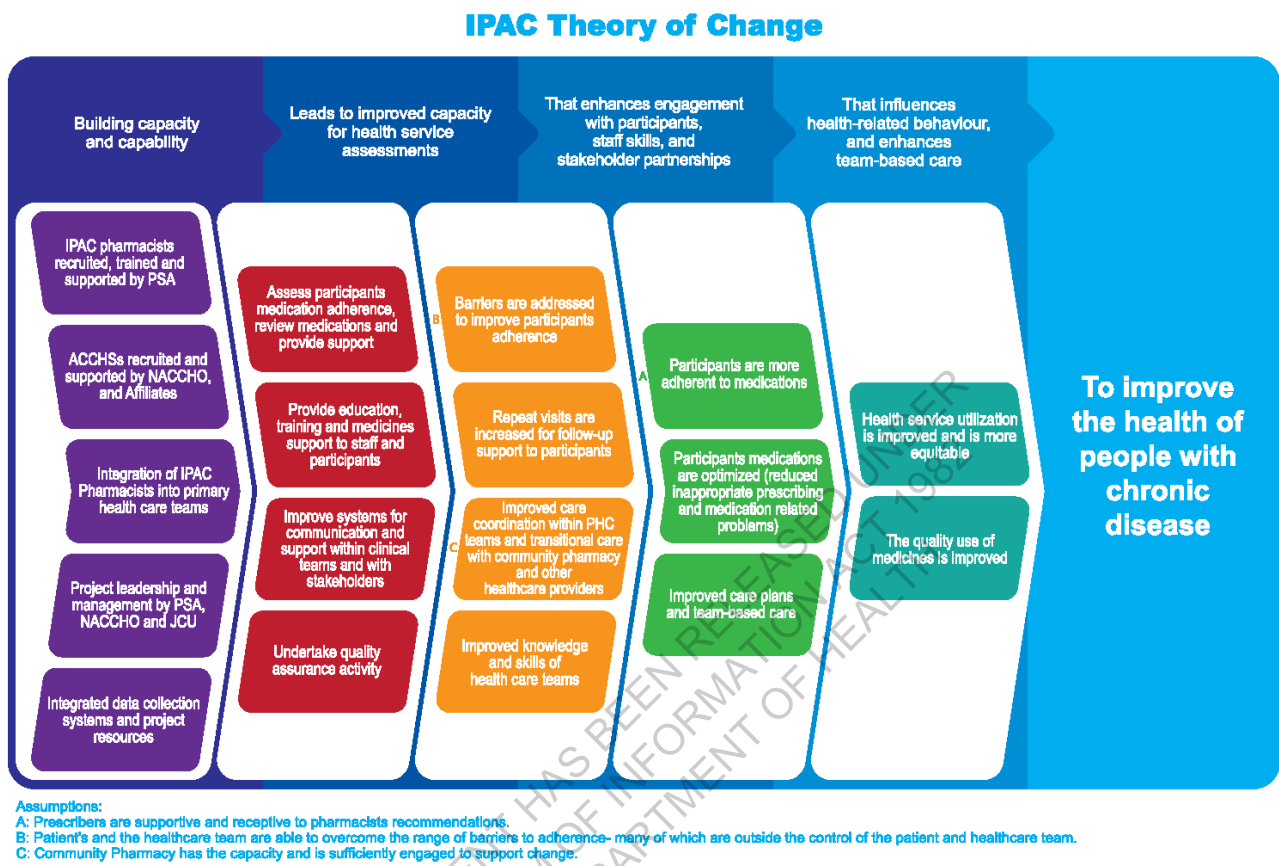 IPAC Theory of Change
Building capacity
and capability
Leads to improved capacity
for health service
assessments
That enhances engagement
with participants,
staff skills, and
stakeholder partnerships
That influences
health-related behaviour,
and enhances
team-based care
IPAC pharmacists
recruited, trained and
supported by PSA
ACCHSs recruited and
supported by NACCHO,
and Affiliates
Integration of IPAC
Pharmacists into primary
health care teams
Project leadership and
management by PSA,
NACCHO and JCU
Integrated data collection
systems and project
resources
Assess participants
medication adherence,
review medications and
provide support
Provide education,
training and medicines
support to staff and
participants
Improve systems for
communication and
support within clinical
teams and with
stakeholders
Undertake quality
assurance activity
B
Barriers are addressed
to improve participants
adherence
Repeat visits are
increased for follow-up
support to participants
C
Improved care
coordination within PHC
teams and transitional care
with community pharmacy
and other
healthcare providers
Improved knowledge
and skills of
health care teams
A
Participants are more
adherent to medications
Participants medications
are optimized (reduced
inappropriate prescribing
and medication related
problems)
Improved care plans
and team-based care
Health service utilization
is improved and is more
equitable
The quality use of
medicines is improved
To improve
the health of
people with
chronic
disease
Assumptions:
A: Prescribers are supportive and receptive to pharmacists recommendations.
B: Patient's and the healthcare team are able to overcome the range of barriers to adherence- many of which are outside the control of the patient and healthcare team.
C: Community Pharmacy has the capacity and is sufficiently engaged to support change.
HAS BEEN RELEASED UNDER
OF INFORMATION ACT 1982
OF HEALTH